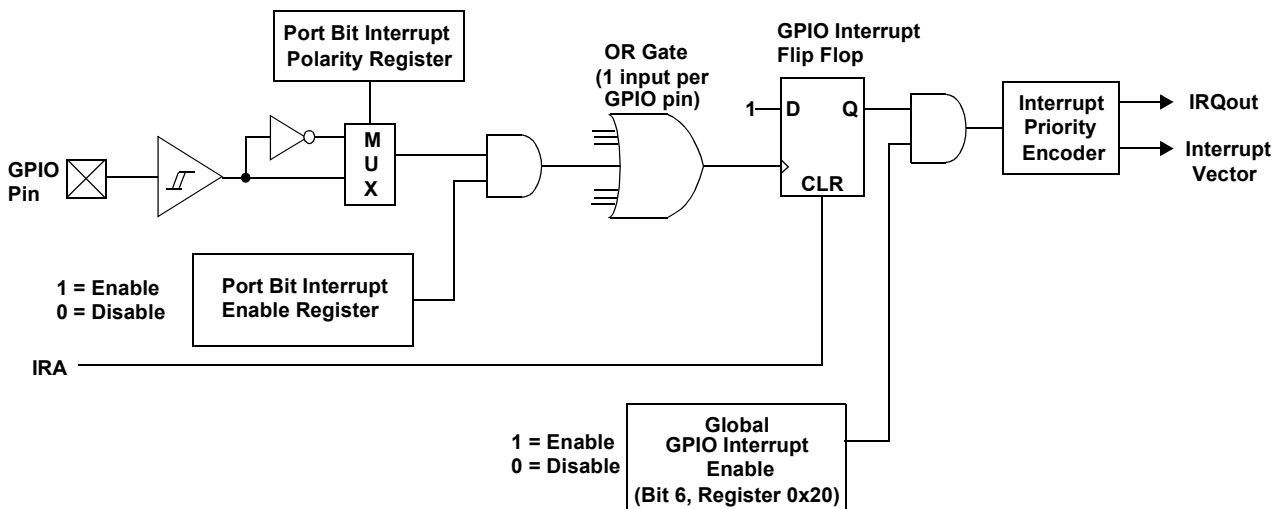 Port Bit Interrupt
Polarity Register
OR Gate
(1 input per
GPIO pin)
GPIO Interrupt
Flip Flop
GPIO
Pin
M
U
X
1
D
Q
CLR
Interrupt
Priority
Encoder
IRQout
Interrupt
Vector
1 = Enable
0 = Disable
Port Bit Interrupt
Enable Register
IRA
1 = Enable
0 = Disable
Global
GPIO Interrupt
Enable
(Bit 6, Register 0x20)